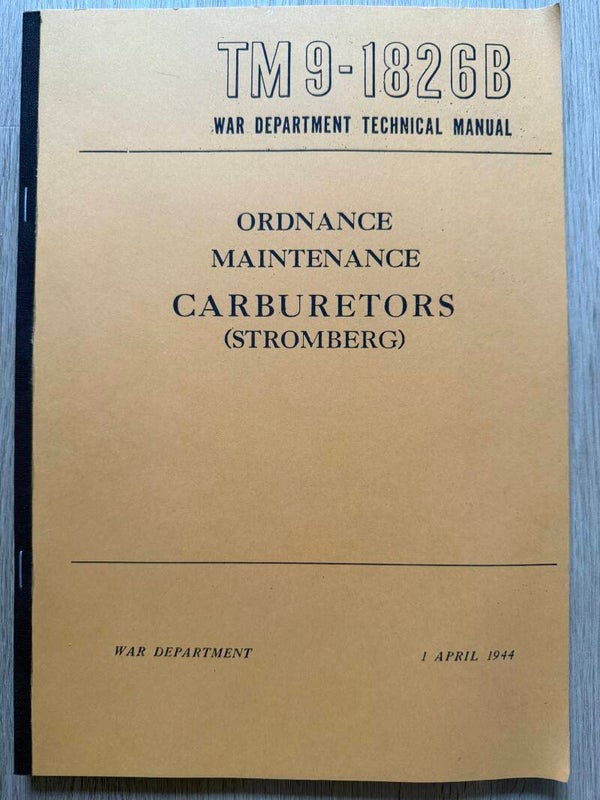 TM 9-1826B
WAR DEPARTMENT TECHNICAL MANUAL
ORDNANCE
MAINTENANCE
CARBURETORS
(STROMBERG)
WAR DEPARTMENT 1 APRIL 1944